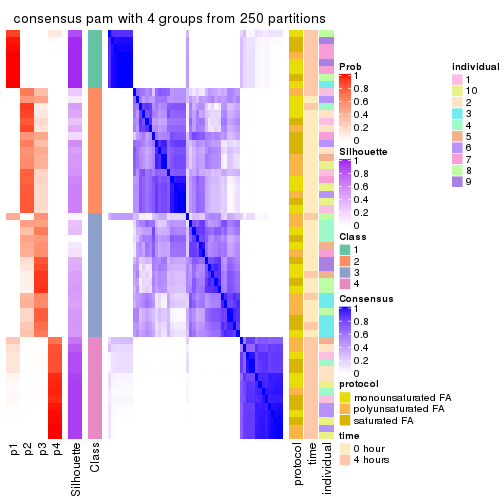 consensus pam with 4 groups from 250 partitions
Prob
1
0.8
0.6
0.4
0.2
0
Silhouette
1
0.8
0.6
0.4
0.2
0
Class
1
2
3
4
Consensus
1
0.8
0.6
0.4
0.2
0
protocol
monounsaturated FA
polyunsaturated FA
saturated FA
time
0 hour
4 hours
individual
1
10
2
3
4
5
6
7
8
9
p1
p2
p3
p4
Silhouette
Class
protocol
time
individual